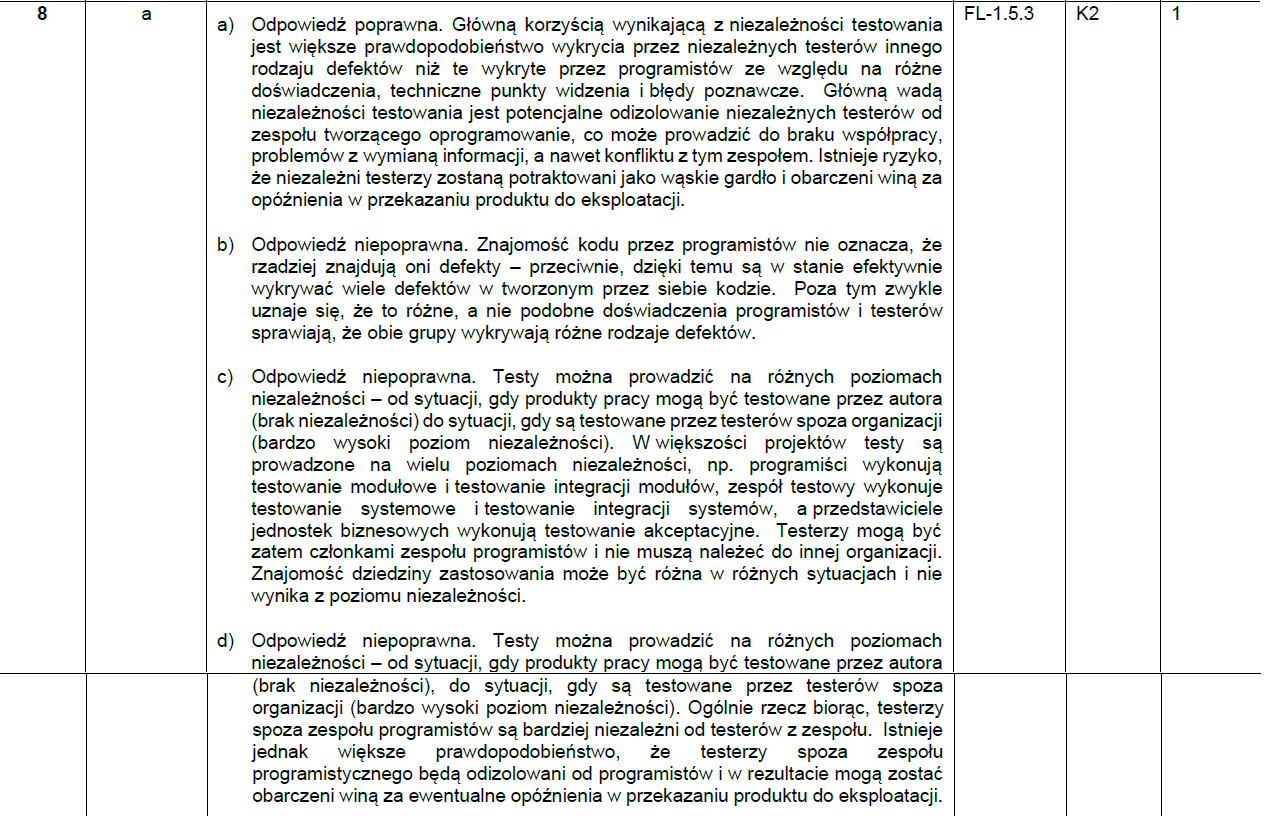 8 a FL-1.5.3 K2 1
a) Odpowiedź poprawna. Główną korzyścią wynikającą z niezależności testowania
jest większe prawdopodobieństwo wykrycia przez niezależnych testerów innego
rodzaju defektów niż te wykryte przez programistów ze względu na różne
doświadczenia, techniczne punkty widzenia i błędy poznawcze. Główną wadą
niezależności testowania jest potencjalne odizolowanie niezależnych testerów od
zespołu tworzącego oprogramowanie, co może prowadzić do braku współpracy,
problemów z wymianą informacji, a nawet konfliktu z tym zespołem. Istnieje ryzyko,
że niezależni testerzy zostaną potraktowani jako wąskie gardło i obarczeni winą za
opóźnienia w przekazaniu produktu do eksploatacji.
b) Odpowiedź niepoprawna. Znajomość kodu przez programistów nie oznacza, że
rzadziej znajdują oni defekty – przeciwnie, dzięki temu są w stanie efektywnie
wykrywać wiele defektów w tworzonym przez siebie kodzie. Poza tym zwykle
uznaje się, że to różne, a nie podobne doświadczenia programistów i testerów
sprawiają, że obie grupy wykrywają różne rodzaje defektów.
c) Odpowiedź niepoprawna. Testy można prowadzić na różnych poziomach
niezależności – od sytuacji, gdy produkty pracy mogą być testowane przez autora
(brak niezależności) do sytuacji, gdy są testowane przez testerów spoza organizacji
(bardzo wysoki poziom niezależności). W większości projektów testy są
prowadzone na wielu poziomach niezależności, np. programiści wykonują
testowanie modułowe i testowanie integracji modułów, zespół testowy wykonuje
testowanie systemowe i testowanie integracji systemów, a przedstawiciele
jednostek biznesowych wykonują testowanie akceptacyjne. Testerzy mogą być
zatem członkami zespołu programistów i nie muszą należeć do innej organizacji.
Znajomość dziedziny zastosowania może być różna w różnych sytuacjach i nie
wynika z poziomu niezależności.
d) Odpowiedź niepoprawna. Testy można prowadzić na różnych poziomach
niezależności – od sytuacji, gdy produkty pracy mogą być testowane przez autora
(brak niezależności), do sytuacji, gdy są testowane przez testerów spoza
organizacji (bardzo wysoki poziom niezależności). Ogólnie rzecz biorąc, testerzy
spoza zespołu programistów są bardziej niezależni od testerów z zespołu. Istnieje
jednak większe prawdopodobieństwo, że testerzy spoza zespołu
programistycznego będą odizolowani od programistów i w rezultacie mogą zostać
obarczeni winą za ewentualne opóźnienia w przekazaniu produktu do eksploatacji.